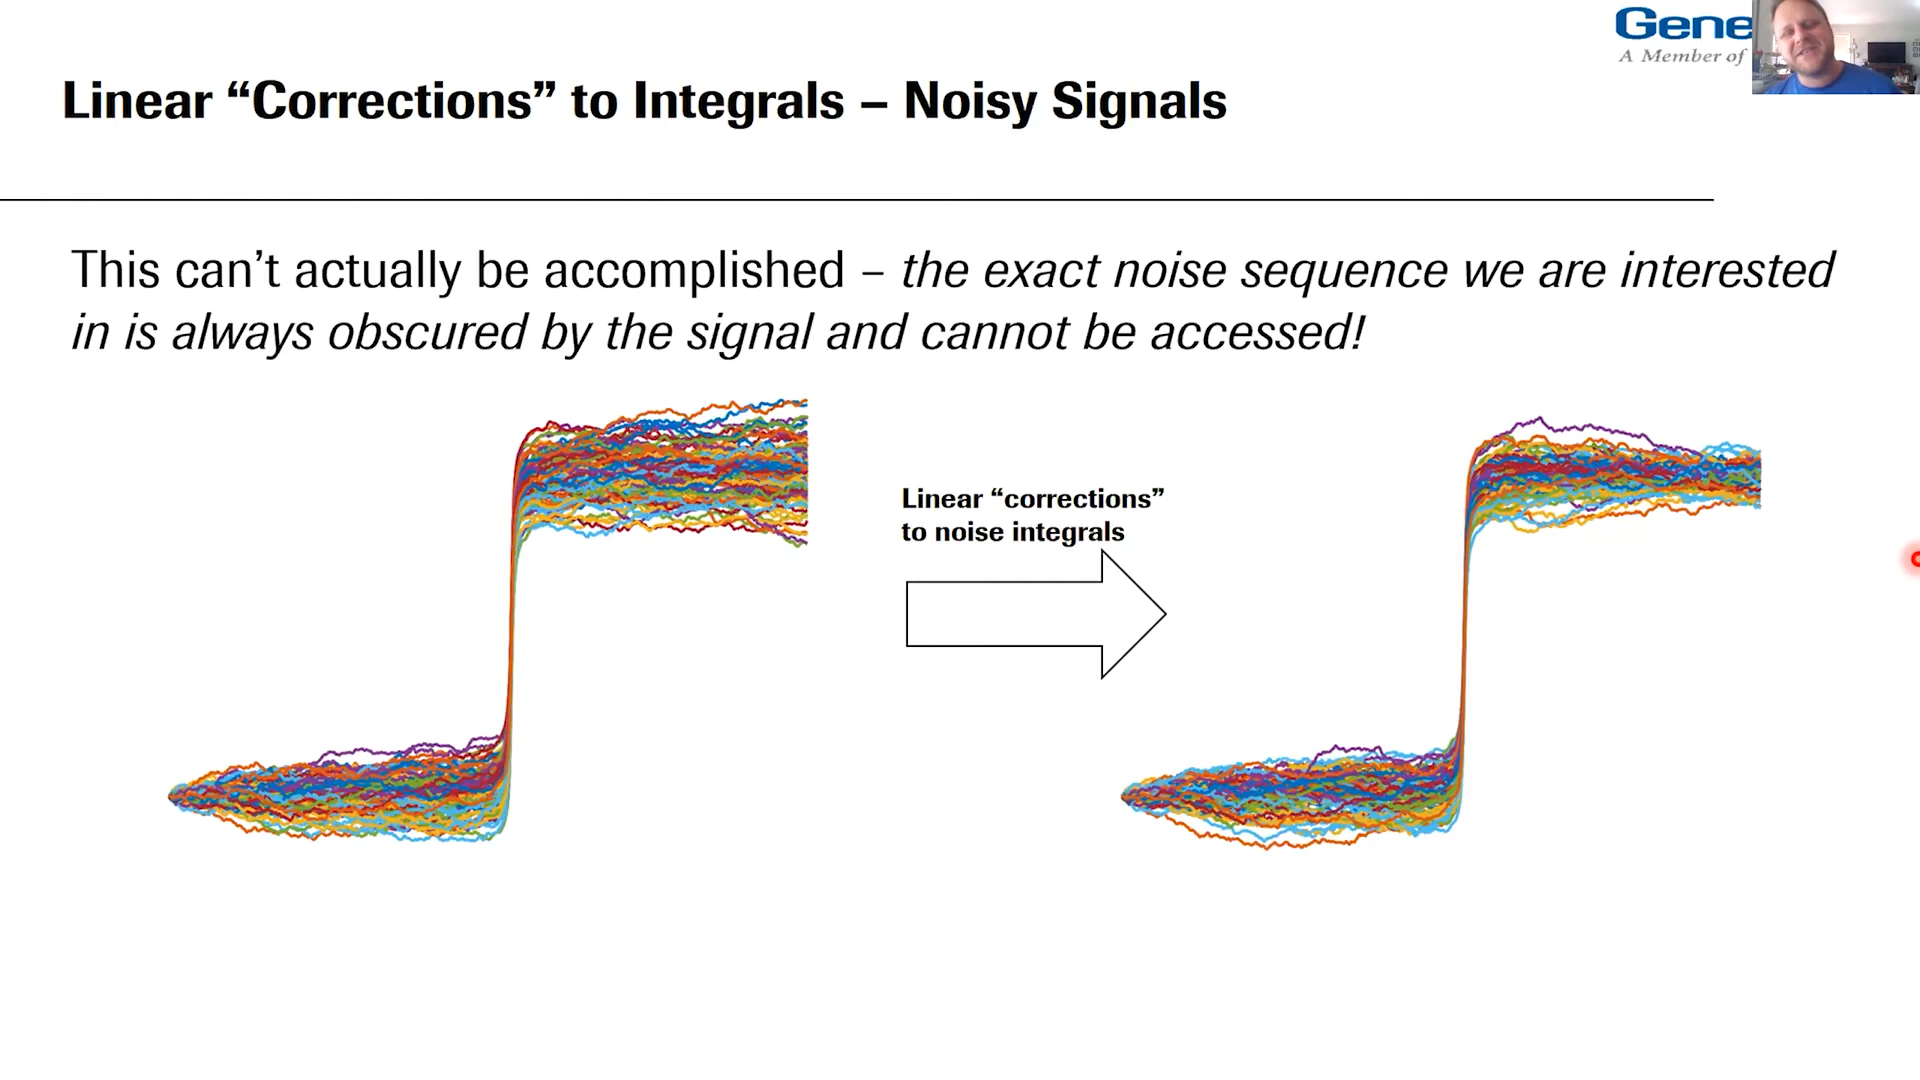 Gene
A Member of
Linear “Corrections” to Integrals – Noisy Signals
This can’t actually be accomplished – the exact noise sequence we are interested
in is always obscured by the signal and cannot be accessed!
Linear “corrections”
to noise integrals